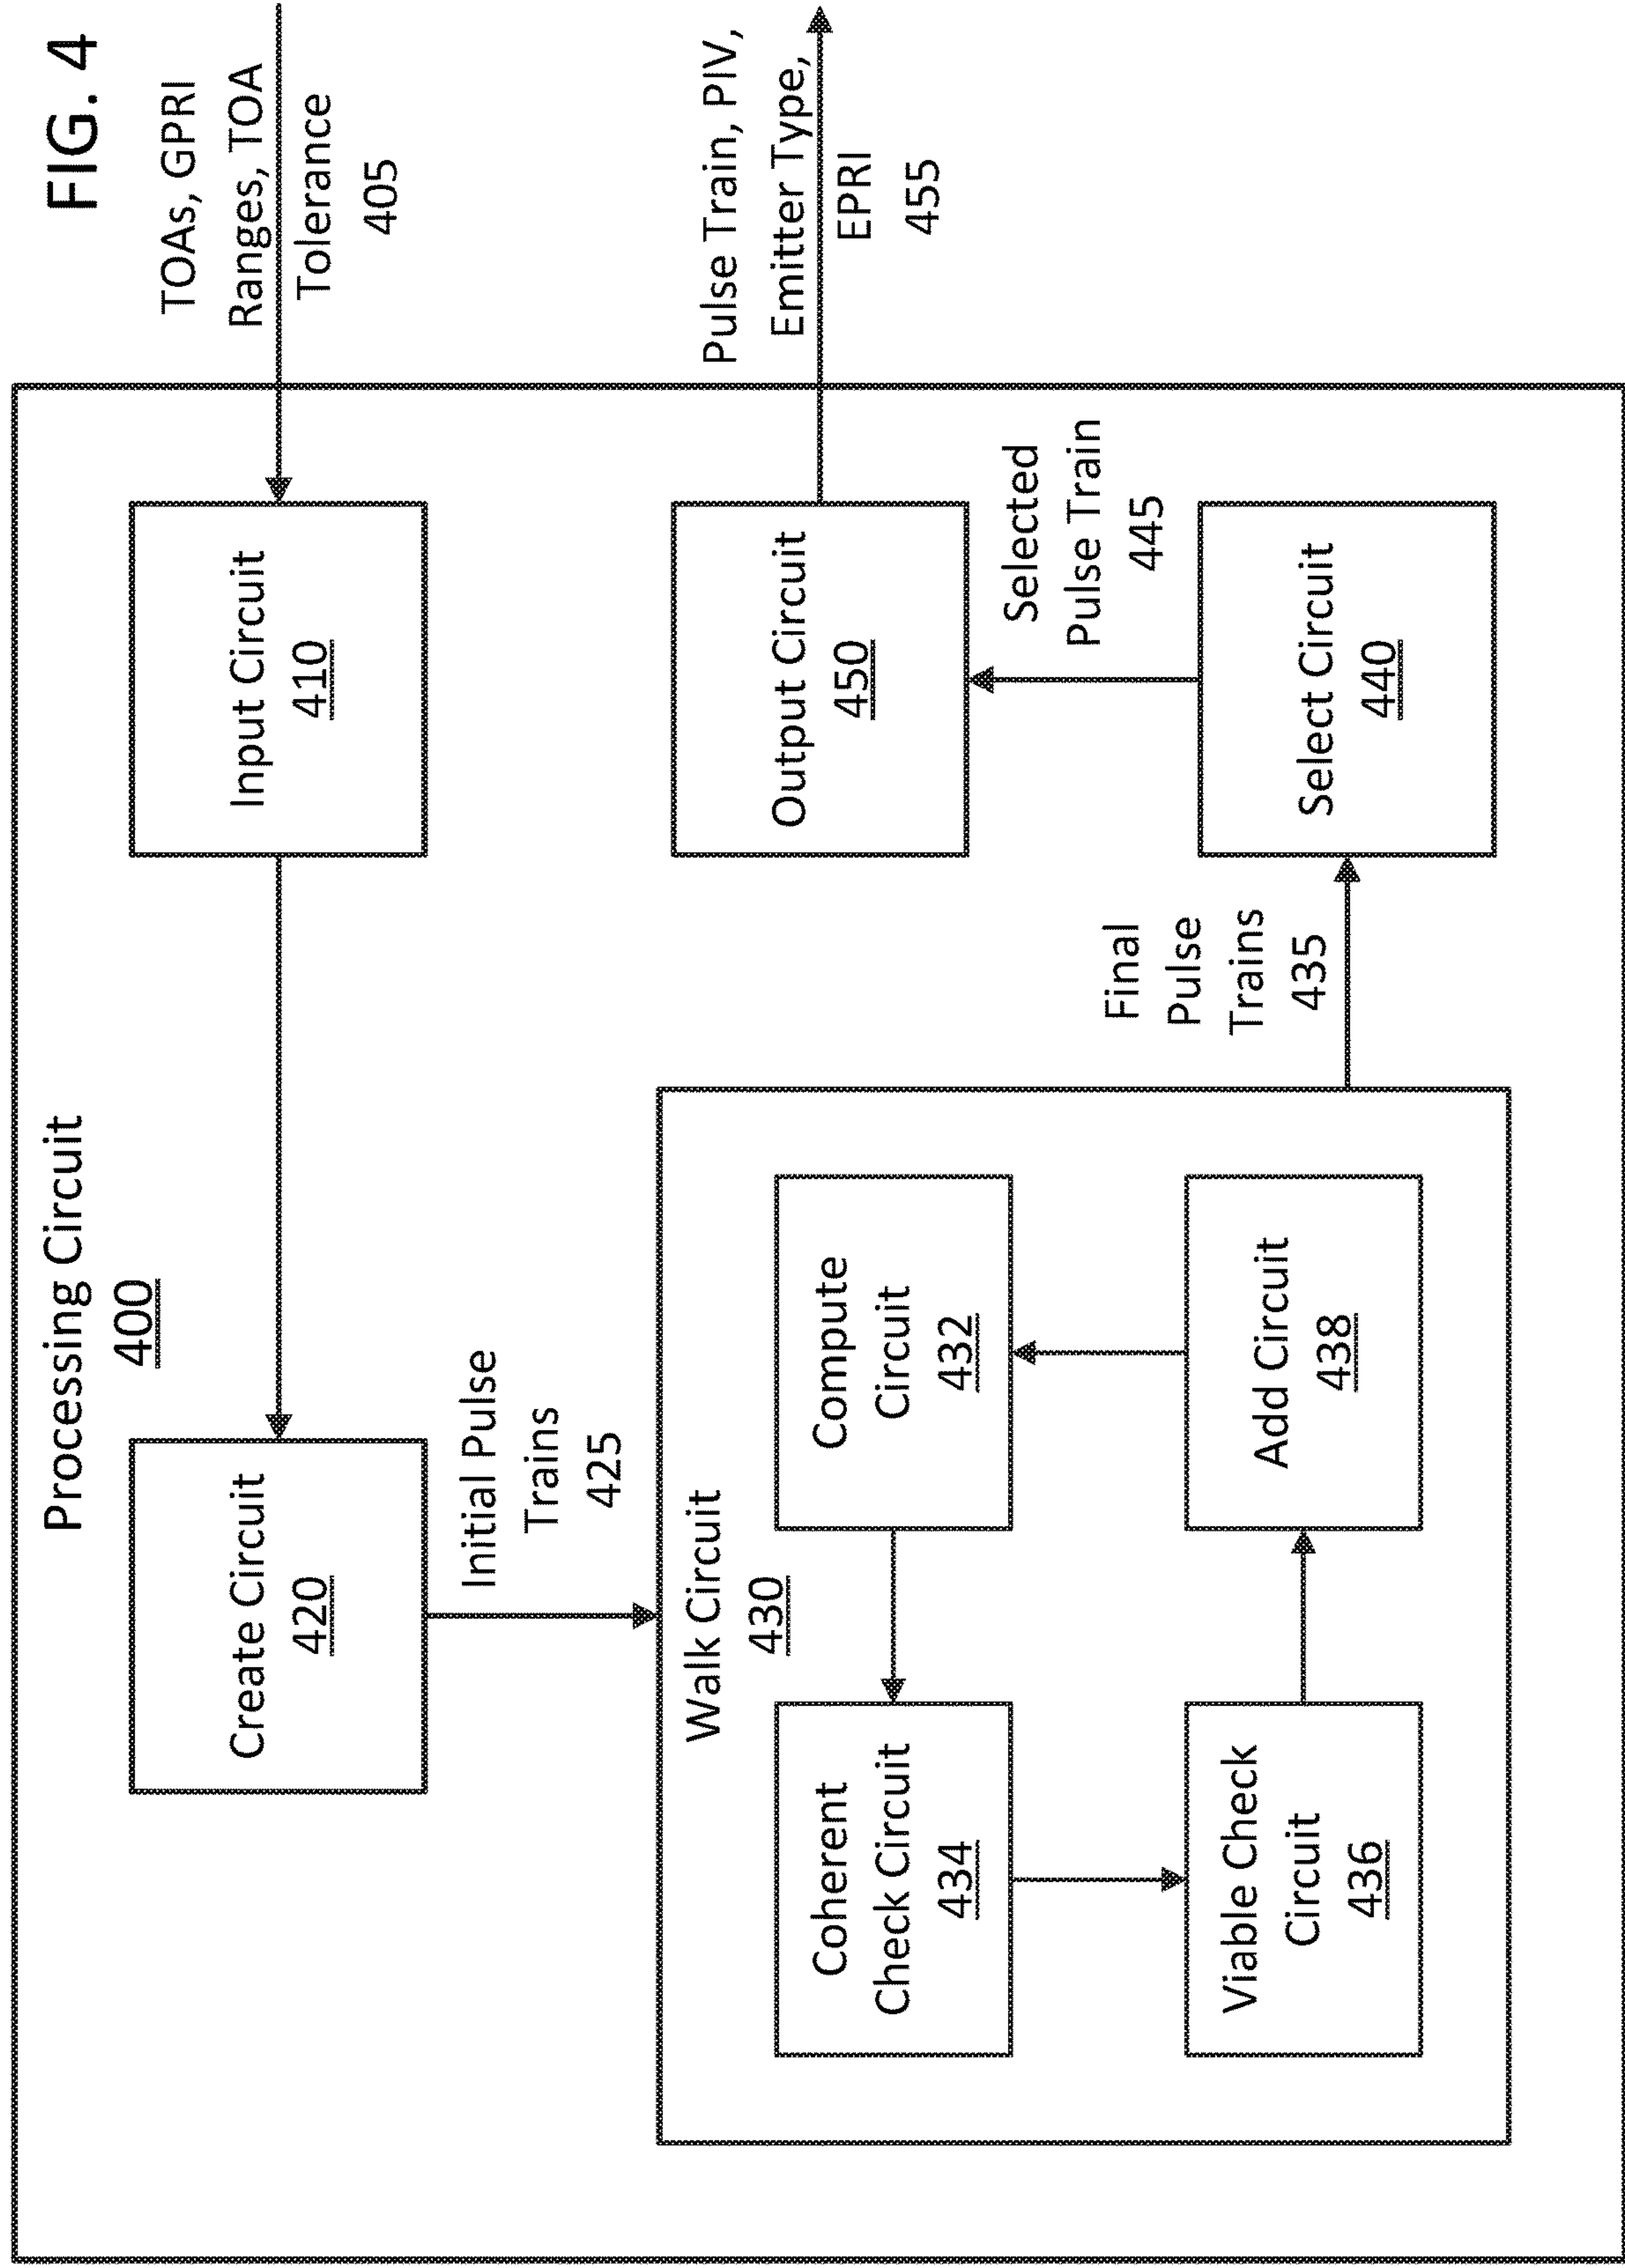 FIG. 4
TOAs, GPRI
Ranges, TOA
Tolerance
405
Processing Circuit
400
Input Circuit
410
Create Circuit
420
Initial Pulse
Trains
425
Walk Circuit
430
Compute
Circuit
432
Coherent
Check Circuit
434
Viable Check
Circuit
436
Add Circuit
438
Final
Pulse
Trains
435
Select Circuit
440
Selected
Pulse Train
445
Output Circuit
450
Pulse Train, PIV,
Emitter Type,
EPRI
455